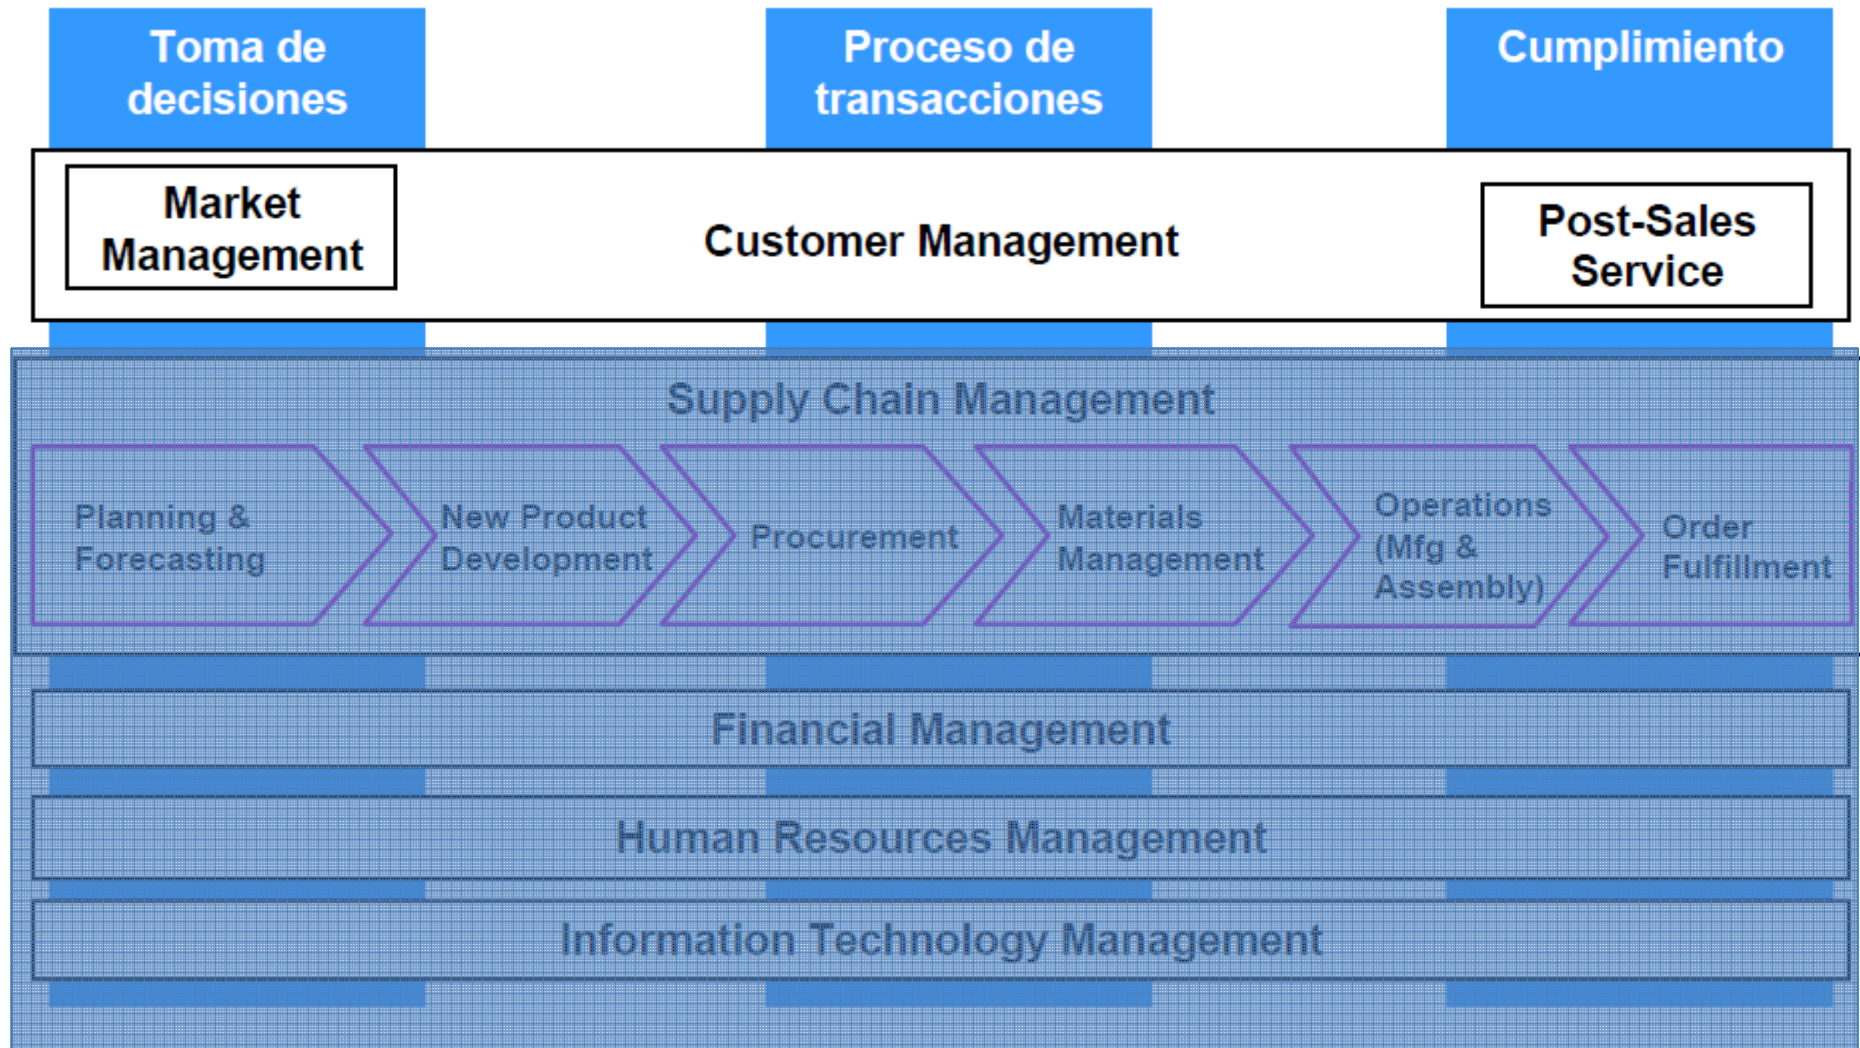 Toma de
decisiones
Proceso de
transacciones
Cumplimiento
Market
Management
Customer Management
Post-Sales
Service
Supply Chain Management
Planning &
Forecasting
New Product
Development
Procurement
Materials
Management
Operations
(Mfg &
Assembly)
Order
Fulfillment
Financial Management
Human Resources Management
Information Technology Management